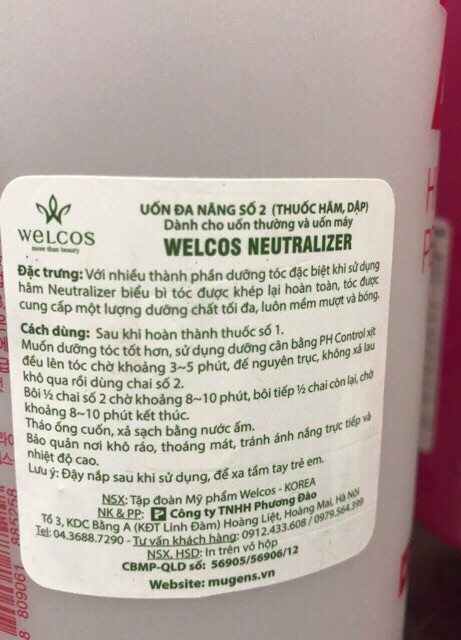 WELCOS
more than beauty
UỐN ĐA NĂNG SỐ 2 (THUỐC HÃM, DẬP)
Dành cho uốn thường và uốn máy
WELCOS NEUTRALIZER
Đặc trưng: Với nhiều thành phần dưỡng tóc đặc biệt khi sử dụng
hãm Neutralizer biểu bì tóc được khép lại hoàn toàn, tóc được
cung cấp một lượng dưỡng chất tối đa, luôn mềm mượt và bóng.
Cách dùng: Sau khi hoàn thành thuốc số 1.
Muốn dưỡng tóc tốt hơn, sử dụng dưỡng cân bằng PH Control xịt
đều lên tóc chờ khoảng 3~5 phút, để nguyên trục, không xả lau
khô qua rồi dùng chai số 2.
Bôi ½ chai số 2 chờ khoảng 8~10 phút, bôi tiếp ½ chai còn lại, chờ
khoảng 8~10 phút kết thúc.
Tháo ống cuốn, xả sạch bằng nước ấm.
Bảo quản nơi khô ráo, thoáng mát, tránh ánh nắng trực tiếp và
nhiệt độ cao.
Lưu ý: Đậy nắp sau khi sử dụng, để xa tầm tay trẻ em.
NSX: Tập đoàn Mỹ phẩm Welcos - KOREA
NK & PP: P Công ty TNHH Phương Đào
Tổ 3, KDC Bằng A (KĐT Linh Đàm) Hoàng Liệt, Hoàng Mai, Hà Nội
Tel: 04.3688.7290 - Tư vấn khách hàng: 0912.433.608 / 0979.564.399
NSX, HSD: In trên vỏ hộp
CBMP-QLD số: 56905/56906/12
Website: mugens.vn
8 809061 885258